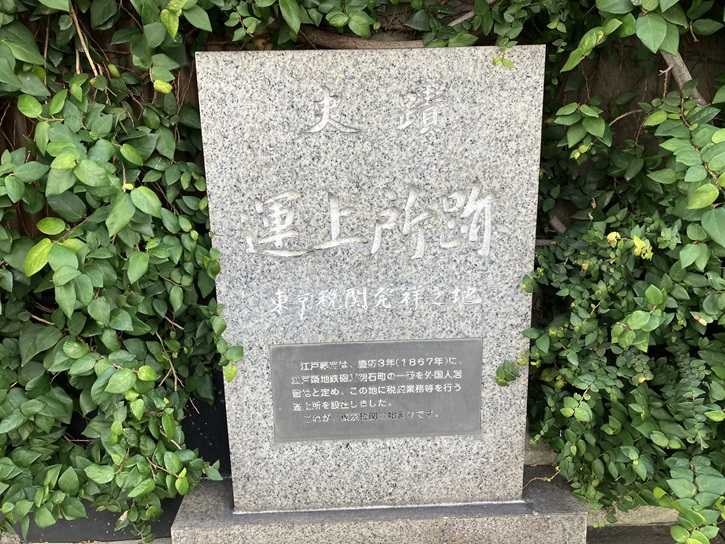 史蹟
運上所跡
東京税関発祥之地
江戸幕府は、慶応3年(1867年)に、
江戸築地鉄砲洲明石町の一部を外国人居
留地と定め、この地に税関業務等を行う
運上所を設置しました。
これが、東京税関の始まりです。